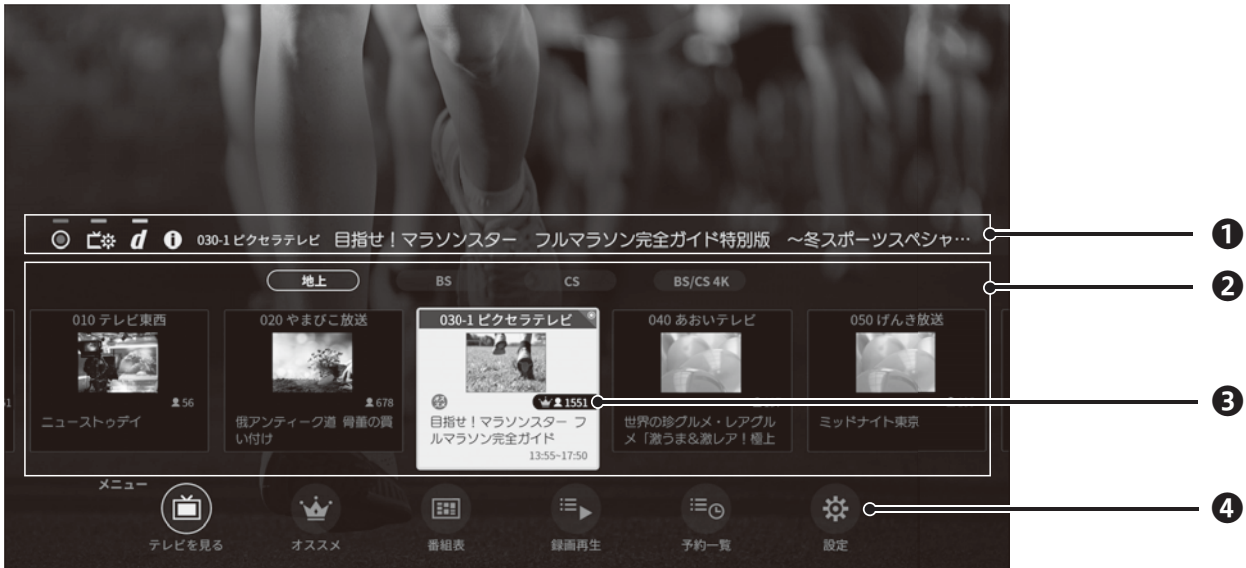 d i 030-1 ピクセラテレビ 目指せ！マラソンスター フルマラソン完全ガイド特別版 ～冬スポーツスペシャ…
❶
地上 BS CS BS/CS 4K
❷
010 テレビ東西
56
ニューストゥデイ
020 やまびこ放送
678
俄アンティーク道 骨董の買
い付け
030-1 ピクセラテレビ
1551
目指せ！マラソンスター フ
ルマラソン完全ガイド
13:55~17:50
040 あおいテレビ
世界の珍グルメ・レアグル
メ「激うま&激レア！極上
050 げんき放送
ミッドナイト東京
❸
メニュー
テレビを見る オススメ 番組表 録画再生 予約一覧 設定
❹